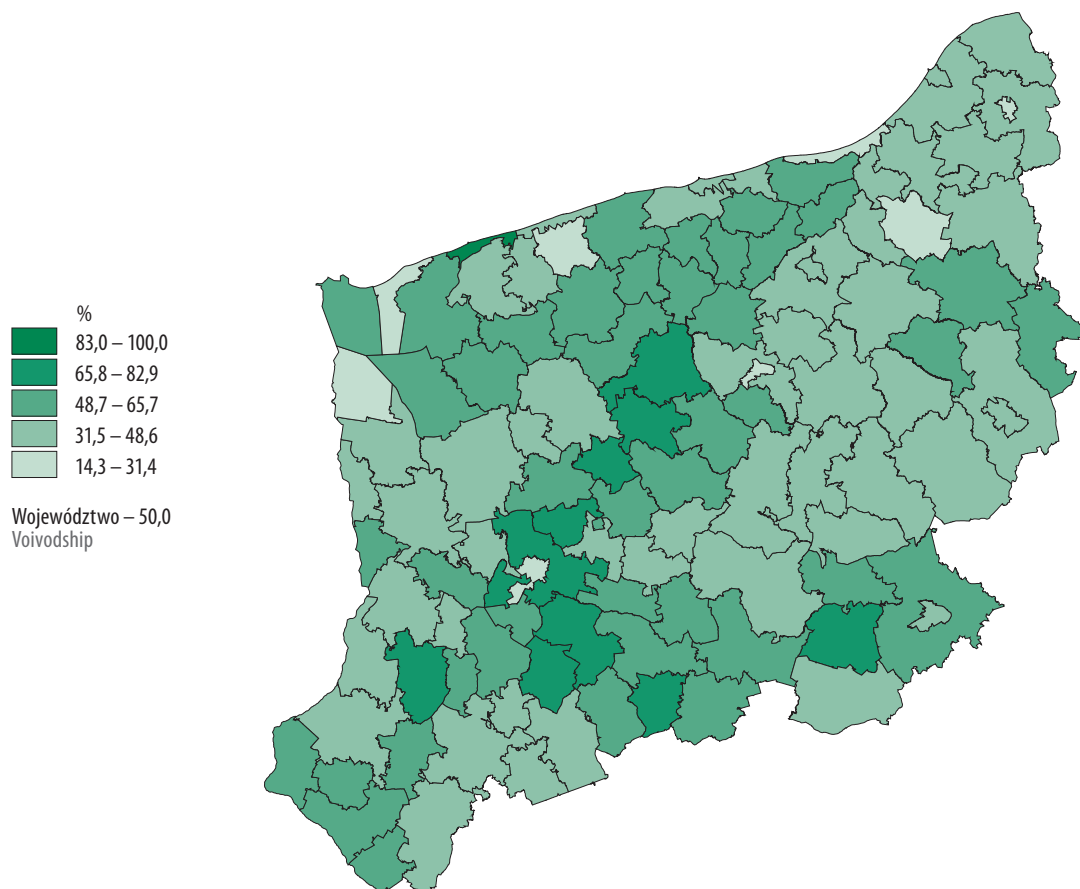 %
83,0 – 100,0
65,8 – 82,9
48,7 – 65,7
31,5 – 48,6
14,3 – 31,4
Województwo – 50,0
Voivodship